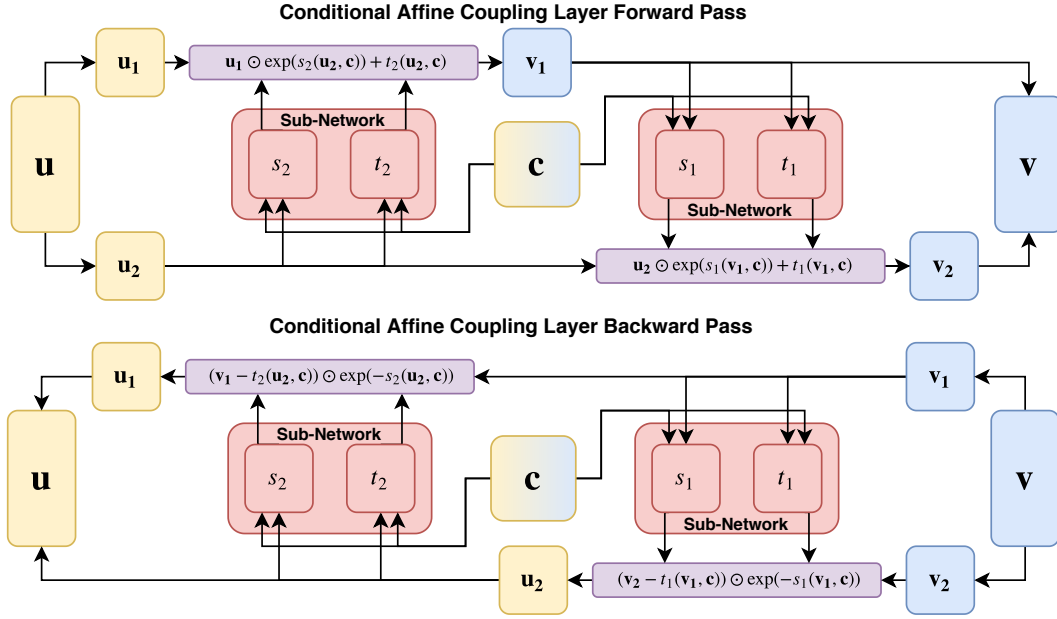 Conditional Affine Coupling Layer Forward Pass
u₁
u₁ ⊙ exp(s₂(u₂, c)) + t₂(u₂, c)
v₁
Sub-Network
u
s₂
t₂
c
s₁
t₁
v
Sub-Network
u₂
u₂ ⊙ exp(s₁(v₁, c)) + t₁(v₁, c)
v₂
Conditional Affine Coupling Layer Backward Pass
u₁
(v₁ − t₂(u₂, c)) ⊙ exp(−s₂(u₂, c))
v₁
Sub-Network
u
s₂
t₂
c
s₁
t₁
v
Sub-Network
u₂
(v₂ − t₁(v₁, c)) ⊙ exp(−s₁(v₁, c))
v₂